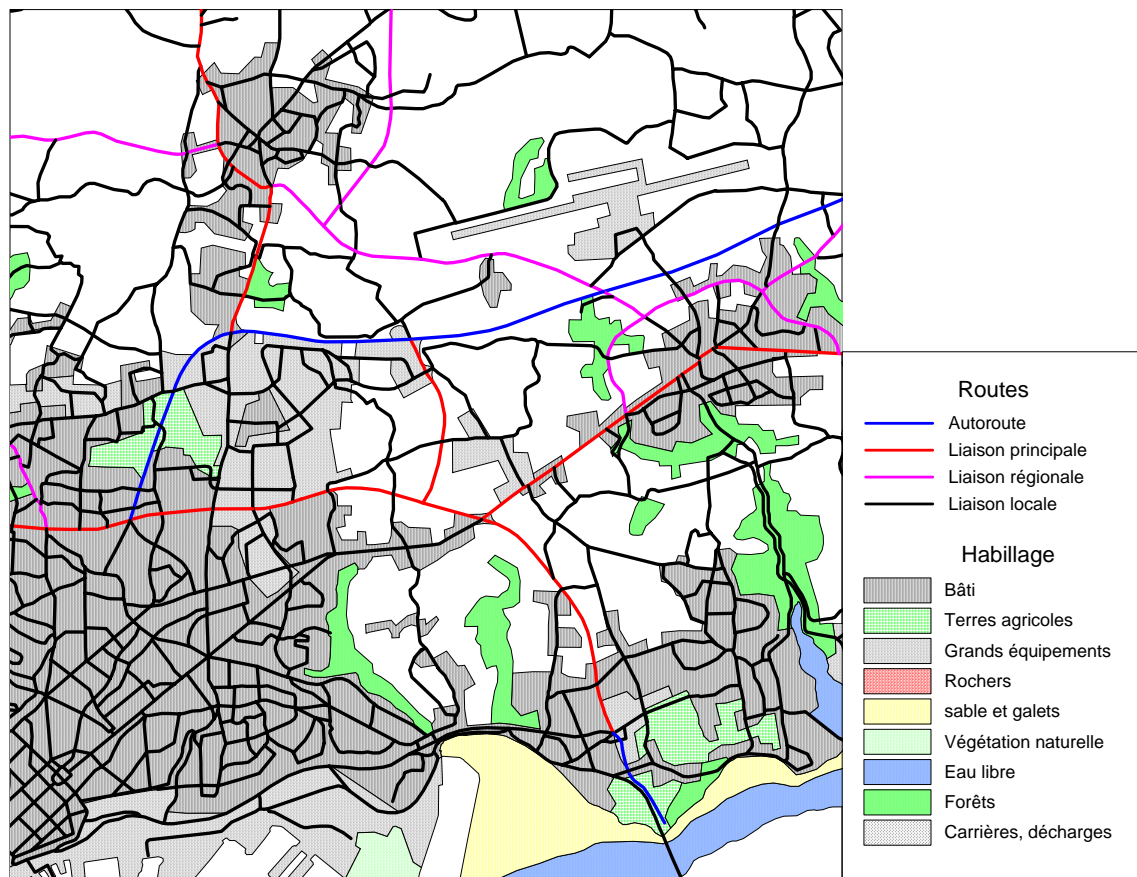 Routes
Autoroute
Liaison principale
Liaison régionale
Liaison locale
Habillage
Bâti
Terres agricoles
Grands équipements
Rochers
sable et galets
Végétation naturelle
Eau libre
Forêts
Carrières, décharges